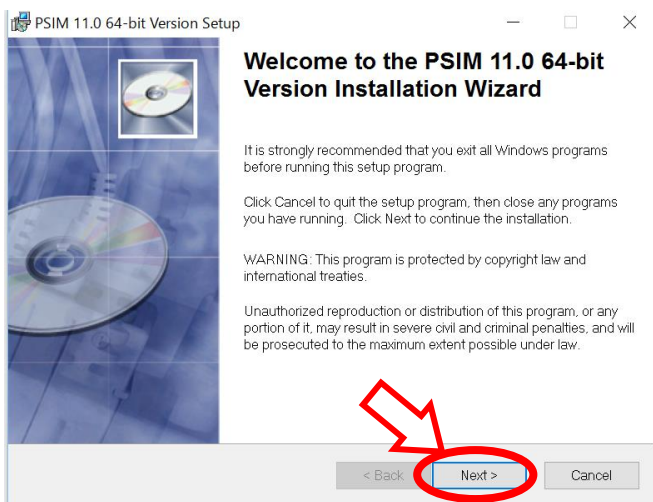 PSIM 11.0 64-bit Version Setup
Welcome to the PSIM 11.0 64-bit
Version Installation Wizard
It is strongly recommended that you exit all Windows programs
before running this setup program.
Click Cancel to quit the setup program, then close any programs
you have running. Click Next to continue the installation.
WARNING: This program is protected by copyright law and
international treaties.
Unauthorized reproduction or distribution of this program, or any
portion of it, may result in severe civil and criminal penalties, and will
be prosecuted to the maximum extent possible under law.
< Back Next > Cancel